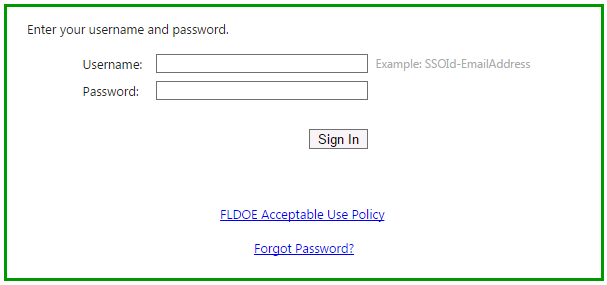 Enter your username and password.
Username: Example: SSOId-EmailAddress
Password:
Sign In
FLDOE Acceptable Use Policy
Forgot Password?